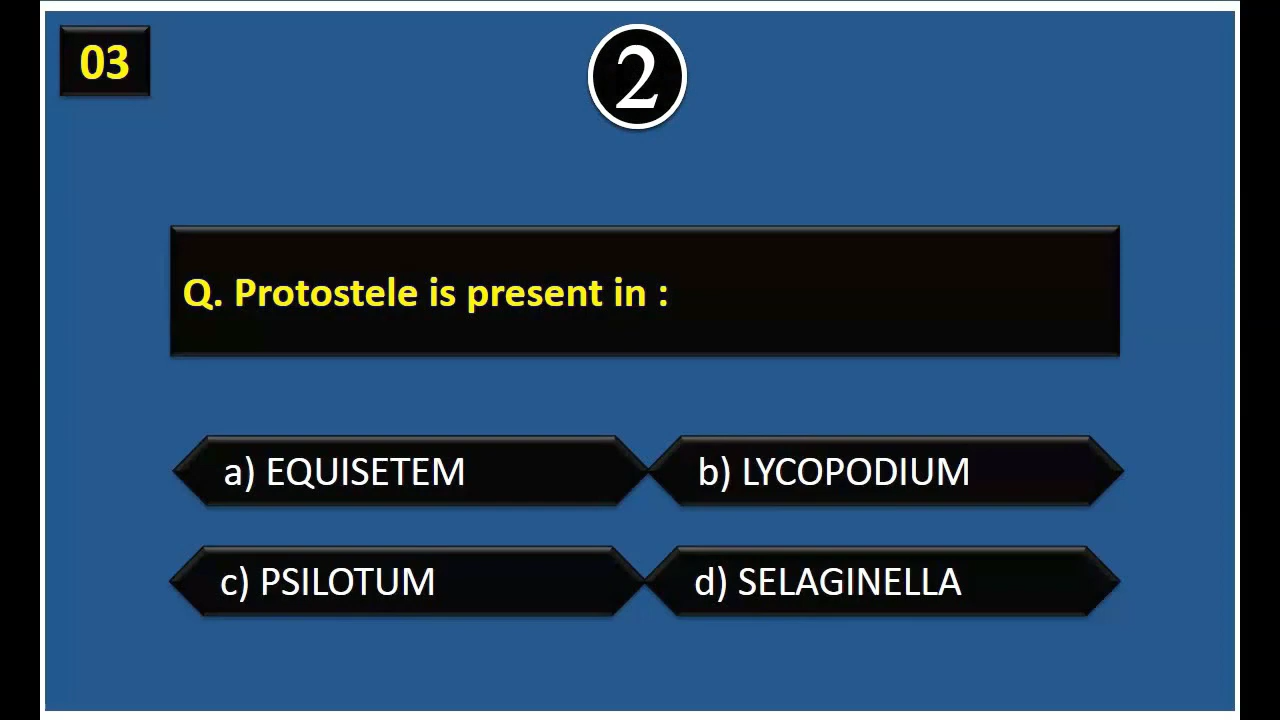 03
2
Q. Protostele is present in :
a) EQUISETEM
b) LYCOPODIUM
c) PSILOTUM
d) SELAGINELLA